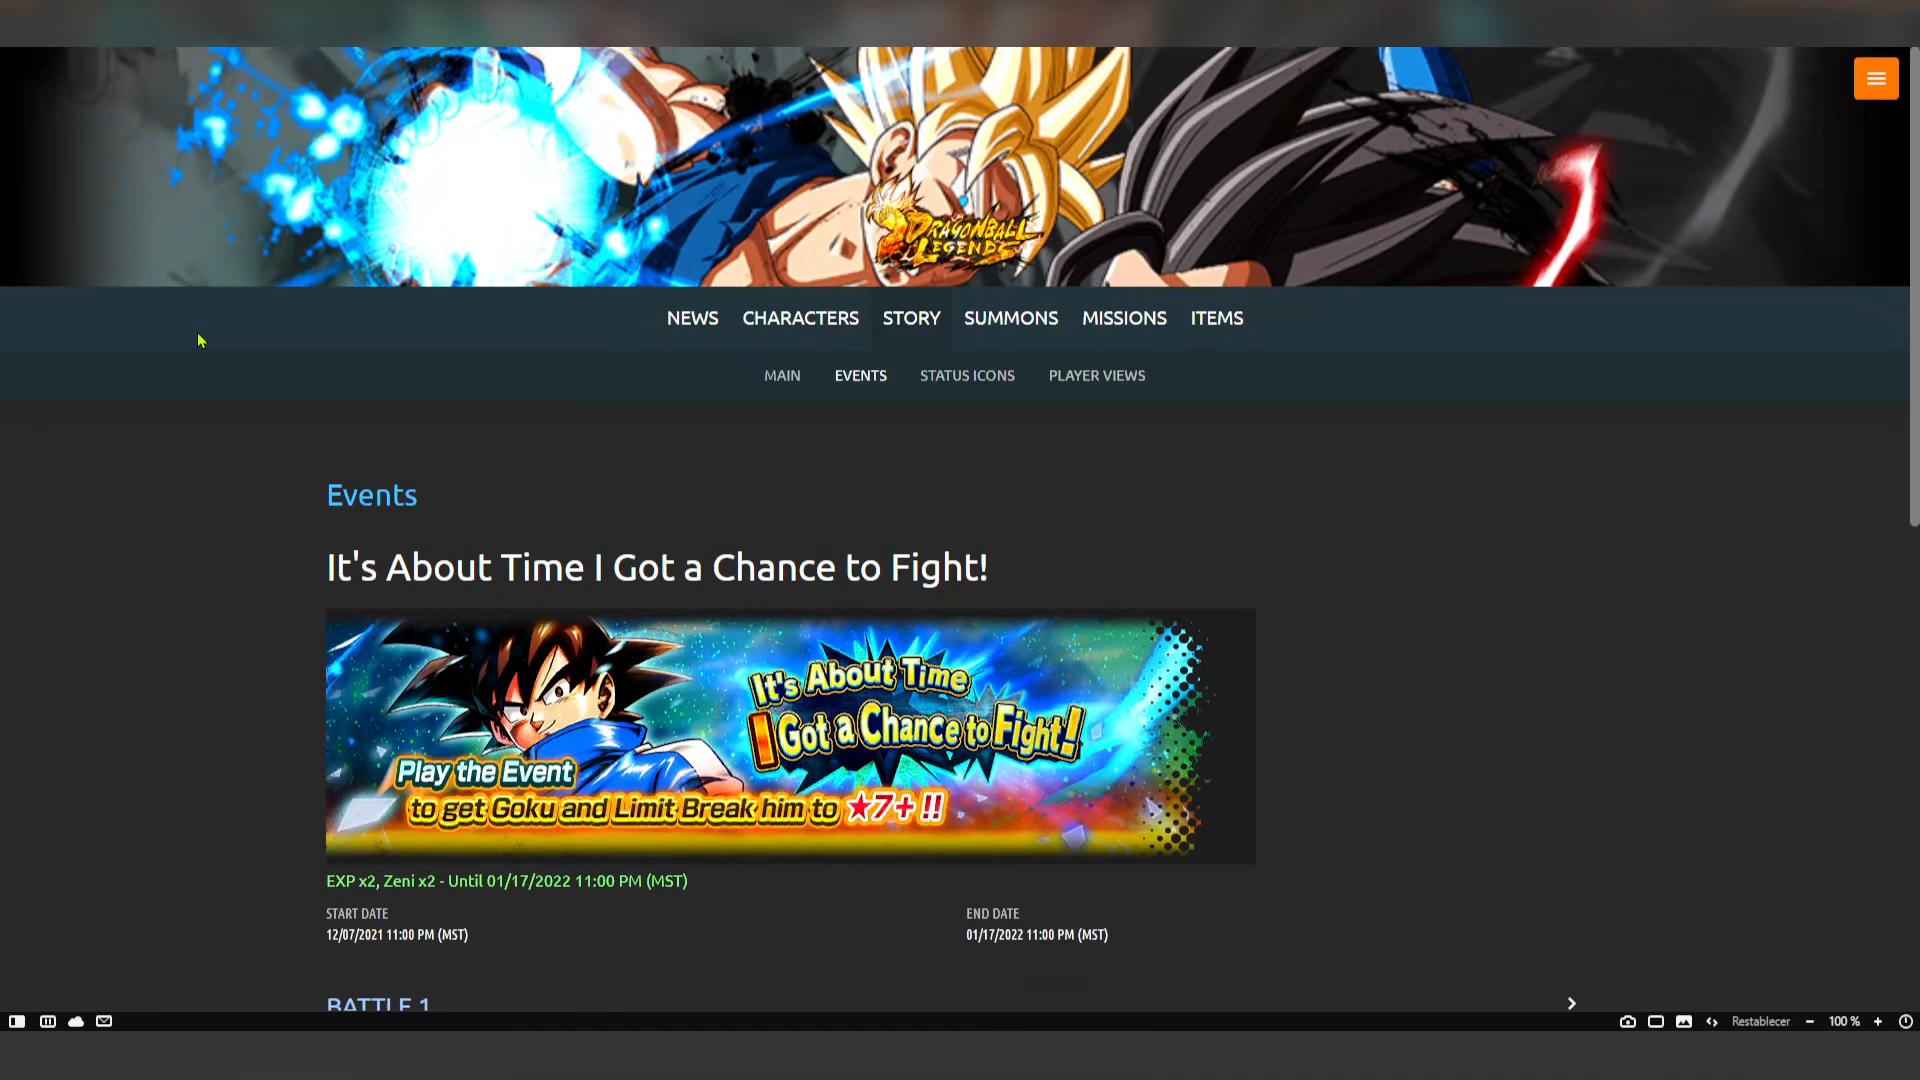 DRAGONBALL
LEGENDS
NEWS CHARACTERS STORY SUMMONS MISSIONS ITEMS
MAIN EVENTS STATUS ICONS PLAYER VIEWS
Events
It's About Time I Got a Chance to Fight!
It's About Time
I Got a Chance to Fight!
Play the Event
to get Goku and Limit Break him to ★7+ !!
EXP x2, Zeni x2 - Until 01/17/2022 11:00 PM (MST)
START DATE END DATE
12/07/2021 11:00 PM (MST) 01/17/2022 11:00 PM (MST)
BATTLE 1
Restablecer 100 %